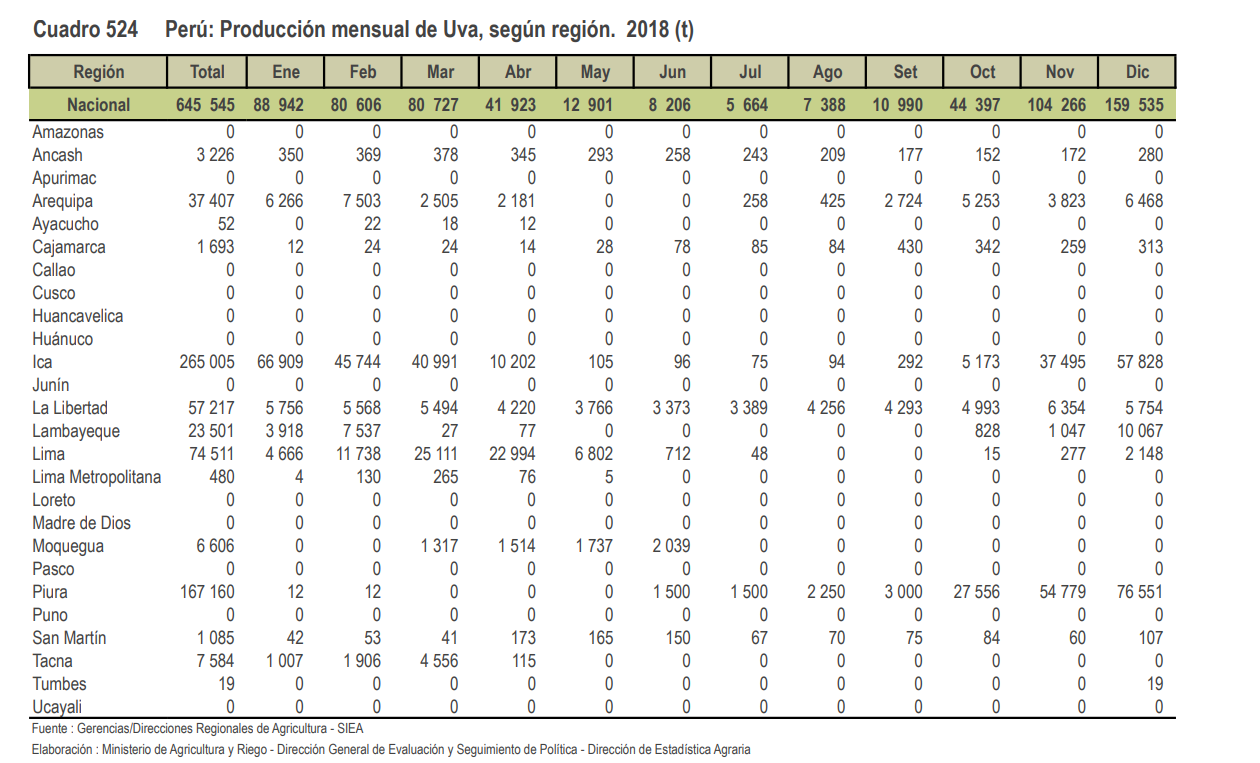 Cuadro 524 Perú: Producción mensual de Uva, según región. 2018 (t)
Región Total Ene Feb Mar Abr May Jun Jul Ago Set Oct Nov Dic
Nacional 645 545 88 942 80 606 80 727 41 923 12 901 8 206 5 664 7 388 10 990 44 397 104 266 159 535
Amazonas 0 0 0 0 0 0 0 0 0 0 0 0 0
Ancash 3 226 350 369 378 345 293 258 243 209 177 152 172 280
Apurimac 0 0 0 0 0 0 0 0 0 0 0 0 0
Arequipa 37 407 6 266 7 503 2 505 2 181 0 0 258 425 2 724 5 253 3 823 6 468
Ayacucho 52 0 22 18 12 0 0 0 0 0 0 0 0
Cajamarca 1 693 12 24 24 14 28 78 85 84 430 342 259 313
Callao 0 0 0 0 0 0 0 0 0 0 0 0 0
Cusco 0 0 0 0 0 0 0 0 0 0 0 0 0
Huancavelica 0 0 0 0 0 0 0 0 0 0 0 0 0
Huánuco 0 0 0 0 0 0 0 0 0 0 0 0 0
Ica 265 005 66 909 45 744 40 991 10 202 105 96 75 94 292 5 173 37 495 57 828
Junín 0 0 0 0 0 0 0 0 0 0 0 0 0
La Libertad 57 217 5 756 5 568 5 494 4 220 3 766 3 373 3 389 4 256 4 293 4 993 6 354 5 754
Lambayeque 23 501 3 918 7 537 27 77 0 0 0 0 0 828 1 047 10 067
Lima 74 511 4 666 11 738 25 111 22 994 6 802 712 48 0 0 15 277 2 148
Lima Metropolitana 480 4 130 265 76 5 0 0 0 0 0 0 0
Loreto 0 0 0 0 0 0 0 0 0 0 0 0 0
Madre de Dios 0 0 0 0 0 0 0 0 0 0 0 0 0
Moquegua 6 606 0 0 1 317 1 514 1 737 2 039 0 0 0 0 0 0
Pasco 0 0 0 0 0 0 0 0 0 0 0 0 0
Piura 167 160 12 12 0 0 0 1 500 1 500 2 250 3 000 27 556 54 779 76 551
Puno 0 0 0 0 0 0 0 0 0 0 0 0 0
San Martín 1 085 42 53 41 173 165 150 67 70 75 84 60 107
Tacna 7 584 1 007 1 906 4 556 115 0 0 0 0 0 0 0 0
Tumbes 19 0 0 0 0 0 0 0 0 0 0 0 19
Ucayali 0 0 0 0 0 0 0 0 0 0 0 0 0
Fuente : Gerencias/Direcciones Regionales de Agricultura - SIEA
Elaboración : Ministerio de Agricultura y Riego - Dirección General de Evaluación y Seguimiento de Política - Dirección de Estadística Agraria